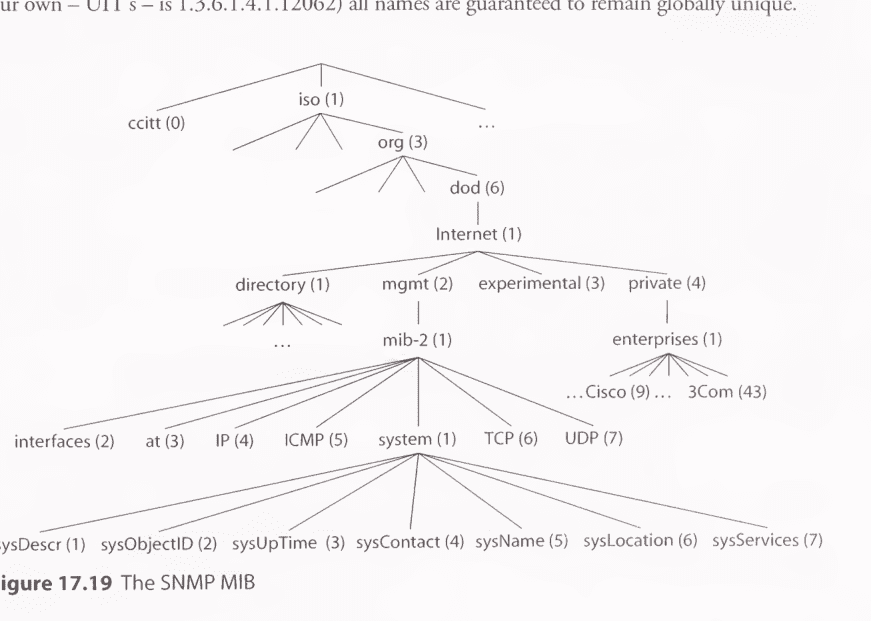 ur own – UIT's – is 1.3.6.1.4.1.12062) all names are guaranteed to remain globally unique.
iso (1)
ccitt (0)
...
org (3)
dod (6)
Internet (1)
directory (1) mgmt (2) experimental (3) private (4)
...
mib-2 (1) enterprises (1)
...Cisco (9) ... 3Com (43)
interfaces (2) at (3) IP (4) ICMP (5) system (1) TCP (6) UDP (7)
ysDescr (1) sysObjectID (2) sysUpTime (3) sysContact (4) sysName (5) sysLocation (6) sysServices (7)
igure 17.19 The SNMP MIB